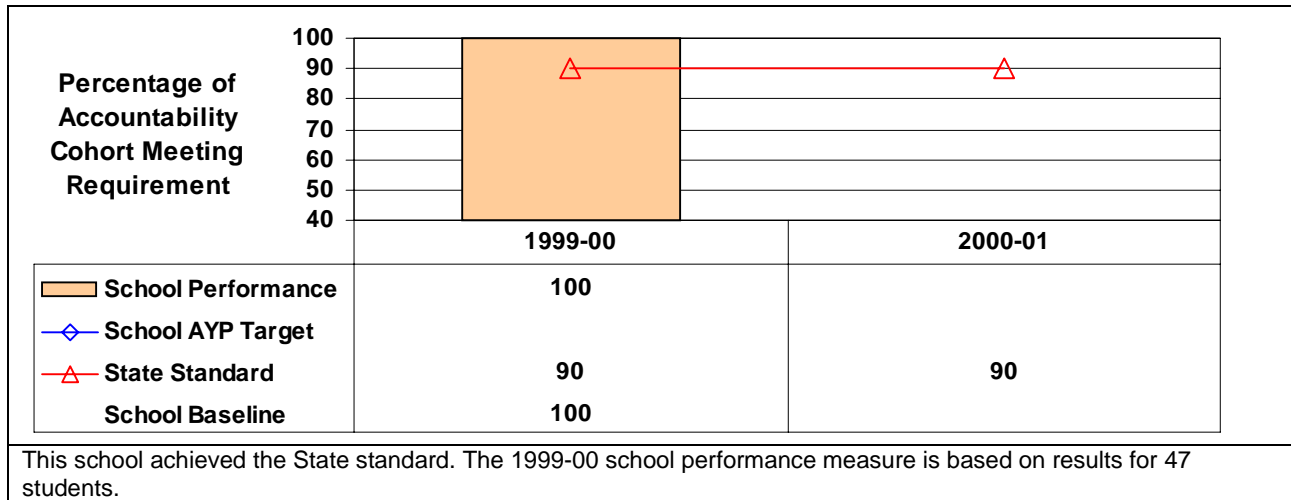 Percentage of
Accountability
Cohort Meeting
Requirement
100
90
80
70
60
50
40
1999-00 2000-01
School Performance 100
School AYP Target
State Standard 90 90
School Baseline 100
This school achieved the State standard. The 1999-00 school performance measure is based on results for 47
students.